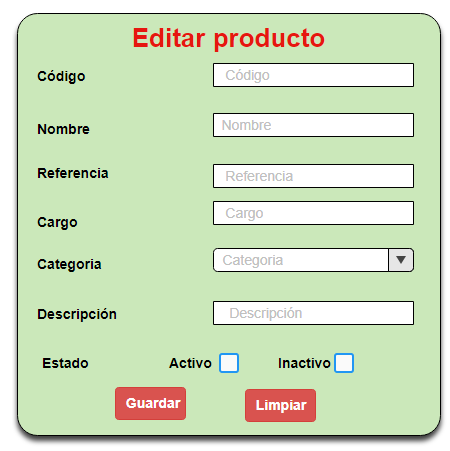 Editar producto
Código Código
Nombre Nombre
Referencia Referencia
Cargo Cargo
Categoria Categoria
Descripción Descripción
Estado Activo Inactivo
Guardar Limpiar